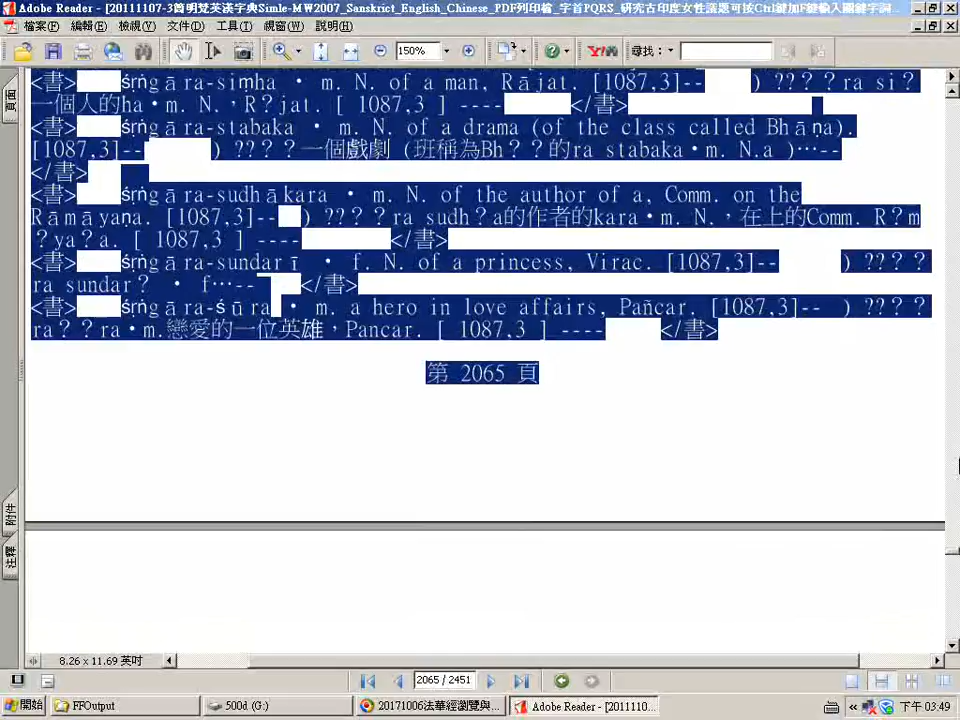 Adobe Reader - [20111107-3簡明梵英漢字典Simle-MW2007_Sanskrict_English_Chinese_PDF列印檔_字首PQRS_研究古印度女性議題可按Ctrl鍵加F鍵輸入關鍵字詞...
檔案(F) 編輯(E) 檢視(V) 文件(D) 工具(T) 視窗(W) 說明(H)
150% Y! 尋找:
頁面
<書> śṛṅgāra-siṃha · m. N. of a man, Rājat. [1087,3]-- ) ????ra si?
一個人的ha·m. N.,R?jat. [ 1087,3 ] ---- </書>
<書> śṛṅgāra-stabaka · m. N. of a drama (of the class called Bhāṇa).
[1087,3]-- ) ????一個戲劇 (班稱為Bh??的ra stabaka·m. N.a )…--
</書>
<書> śṛṅgāra-sudhākara · m. N. of the author of a, Comm. on the
Rāmāyaṇa. [1087,3]-- ) ????ra sudh?a的作者的kara·m. N.,在上的Comm. R?m
?ya?a. [ 1087,3 ] ---- </書>
<書> śṛṅgāra-sundarī · f. N. of a princess, Virac. [1087,3]-- ) ????
ra sundar? · f…-- </書>
<書> śṛṅgāra-śūra · m. a hero in love affairs, Pañcar. [1087,3]-- ) ????
ra??ra·m.戀愛的一位英雄,Pancar. [ 1087,3 ] ---- </書>
第 2065 頁
附件
注釋
8.26 x 11.69 英吋
2065 / 2451
開始 FFOutput 500d (G:) 20171006法華經瀏覽與... Adobe Reader - [2011110... 下午 03:49